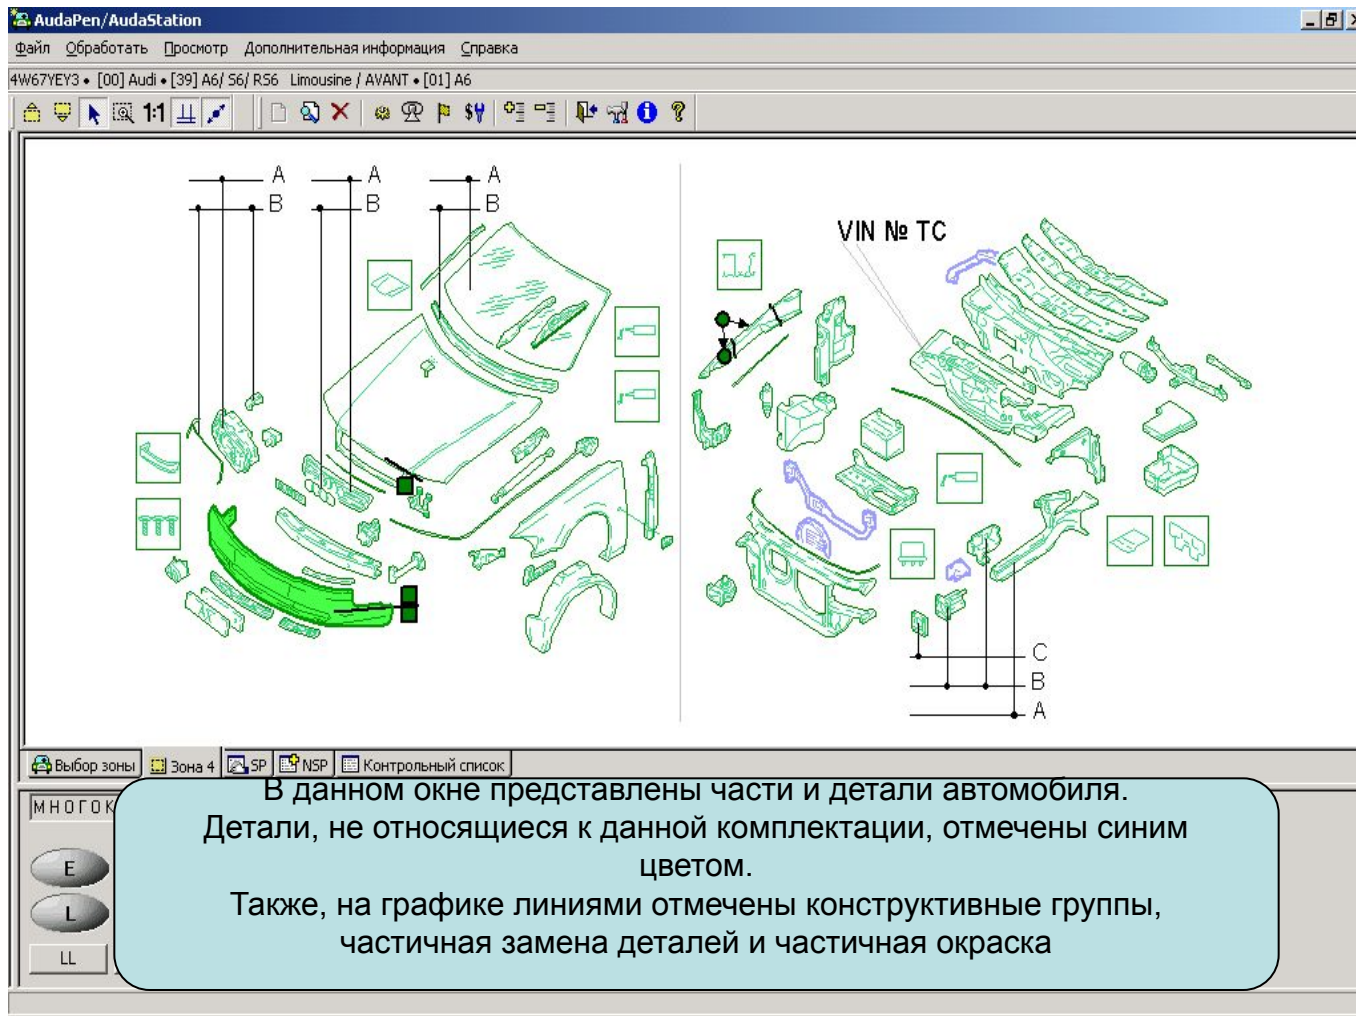 AudaPen/AudaStation
Файл Обработать Просмотр Дополнительная информация Справка
4W67YEY3 • [00] Audi • [39] A6/ S6/ RS6 Limousine / AVANT • [01] A6
1:1
A A A
B B B
VIN № TC
C
B
A
Выбор зоны Зона 4 SP NSP Контрольный список
В данном окне представлены части и детали автомобиля.
Детали, не относящиеся к данной комплектации, отмечены синим
цветом.
Также, на графике линиями отмечены конструктивные группы,
частичная замена деталей и частичная окраска
E
L
LL